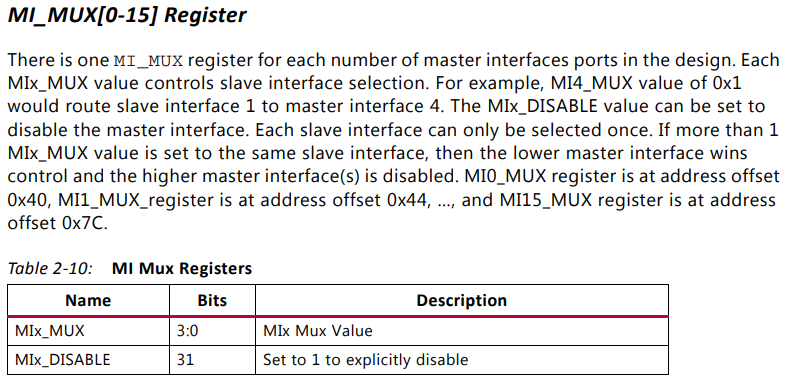 MI_MUX[0-15] Register
There is one MI_MUX register for each number of master interfaces ports in the design. Each
MIx_MUX value controls slave interface selection. For example, MI4_MUX value of 0x1
would route slave interface 1 to master interface 4. The MIx_DISABLE value can be set to
disable the master interface. Each slave interface can only be selected once. If more than 1
MIx_MUX value is set to the same slave interface, then the lower master interface wins
control and the higher master interface(s) is disabled. MI0_MUX register is at address offset
0x40, MI1_MUX_register is at address offset 0x44, ..., and MI15_MUX register is at address
offset 0x7C.
Table 2-10: MI Mux Registers
Name Bits Description
MIx_MUX 3:0 MIx Mux Value
MIx_DISABLE 31 Set to 1 to explicitly disable